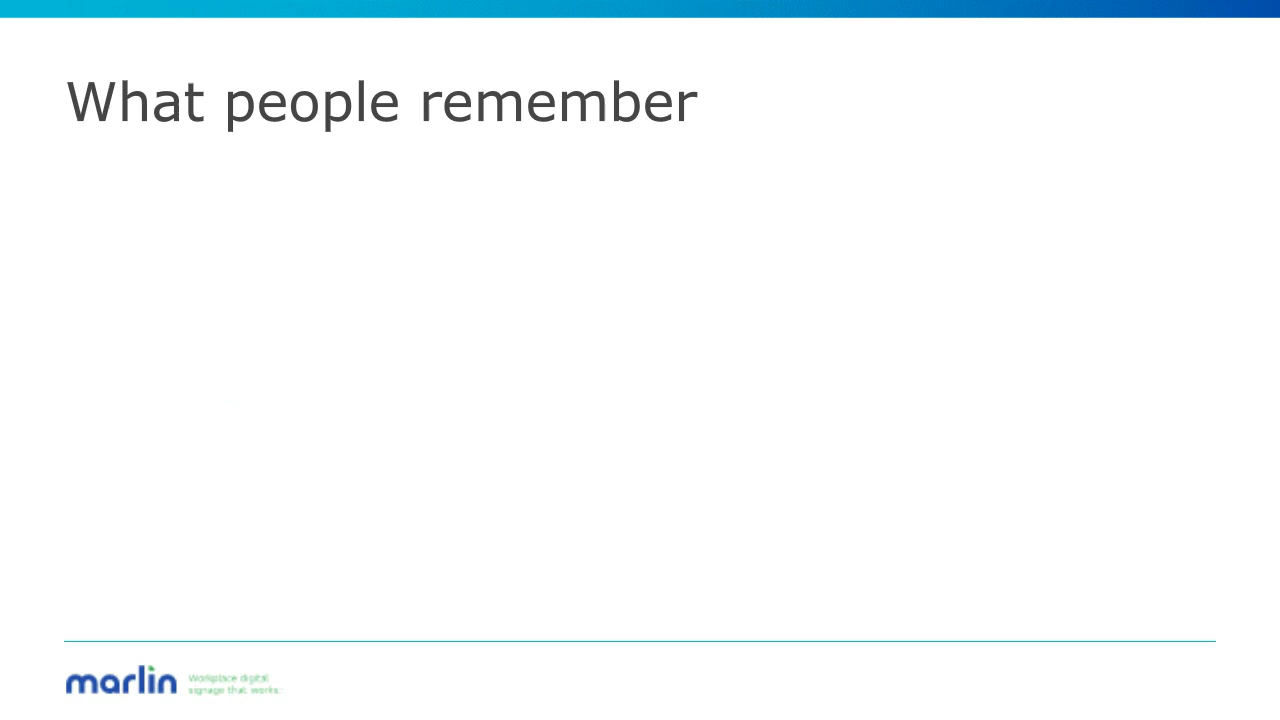 What people remember
marlin
Workplace digital
signage that works.